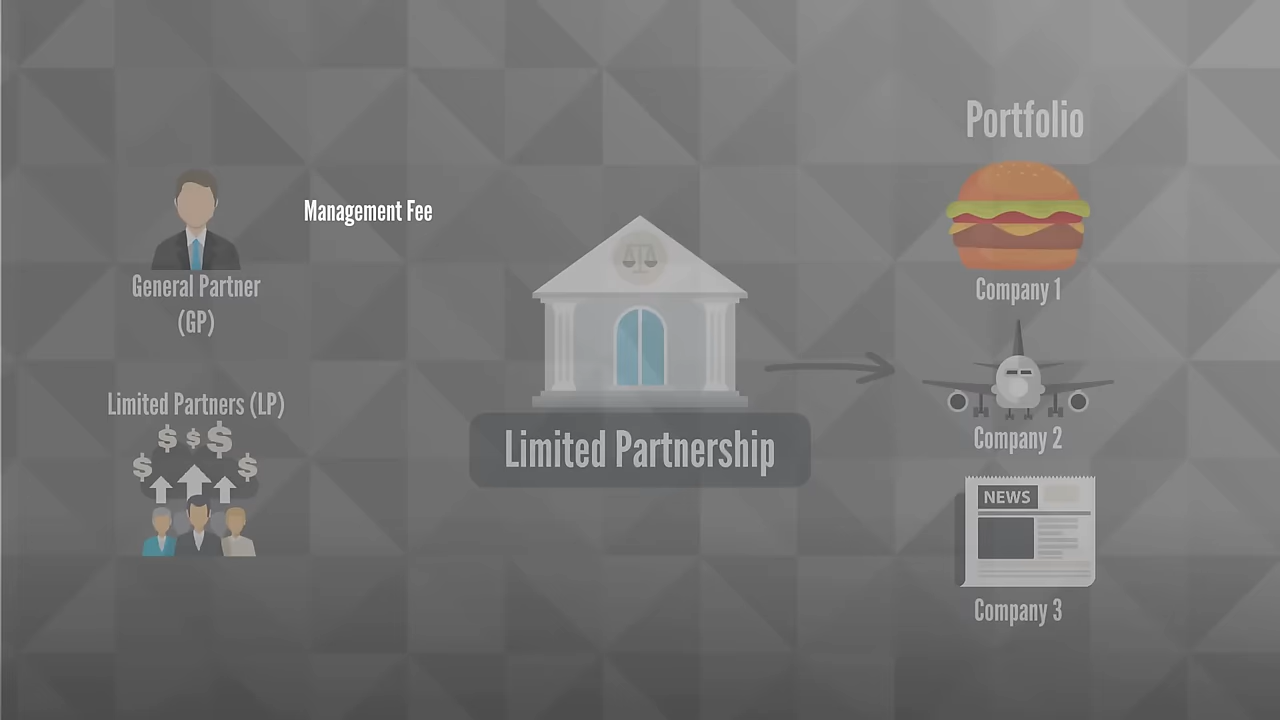 Portfolio
Management Fee
General Partner
(GP)
Company 1
Limited Partners (LP)
$ $ $
$ $
Limited Partnership
Company 2
NEWS
Company 3